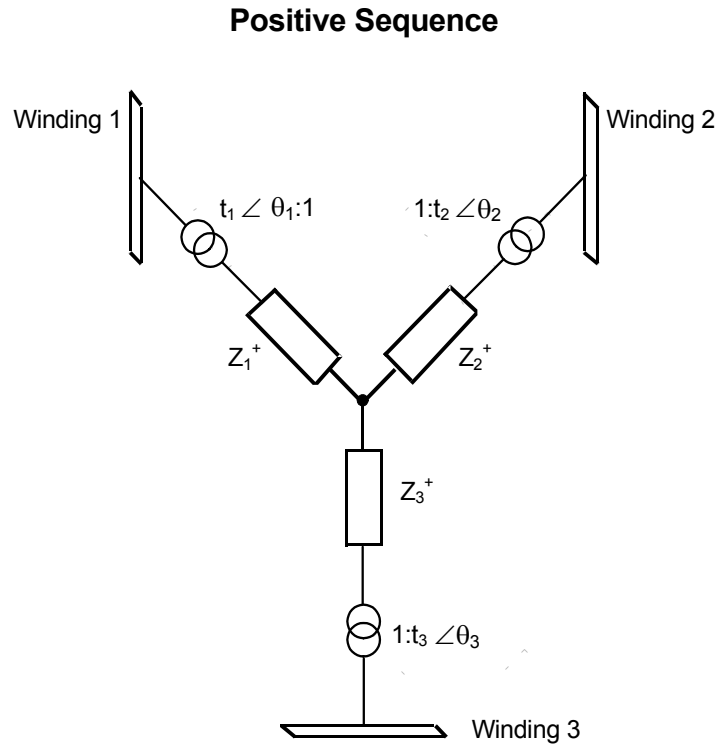 Positive Sequence
Winding 1
Winding 2
t₁ ∠ θ₁:1
1:t₂ ∠θ₂
Z₁⁺
Z₂⁺
Z₃⁺
1:t₃ ∠θ₃
Winding 3